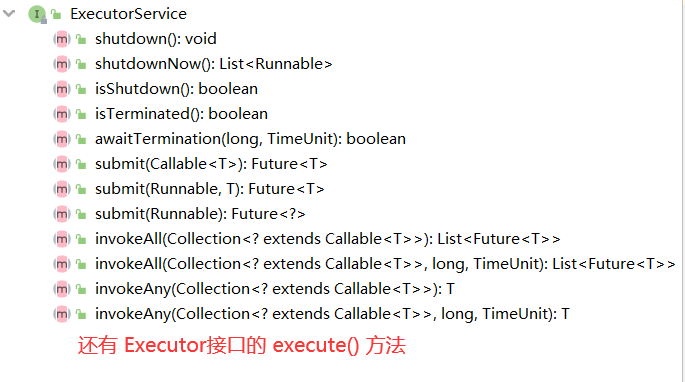 ExecutorService
shutdown(): void
shutdownNow(): List<Runnable>
isShutdown(): boolean
isTerminated(): boolean
awaitTermination(long, TimeUnit): boolean
submit(Callable<T>): Future<T>
submit(Runnable, T): Future<T>
submit(Runnable): Future<?>
invokeAll(Collection<? extends Callable<T>>): List<Future<T>>
invokeAll(Collection<? extends Callable<T>>, long, TimeUnit): List<Future<T>>
invokeAny(Collection<? extends Callable<T>>): T
invokeAny(Collection<? extends Callable<T>>, long, TimeUnit): T
还有 Executor接口的 execute() 方法